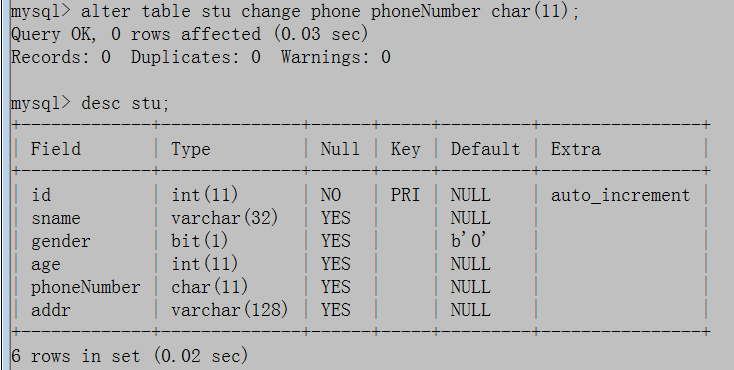 mysql> alter table stu change phone phoneNumber char(11);
Query OK, 0 rows affected (0.03 sec)
Records: 0  Duplicates: 0  Warnings: 0

mysql> desc stu;
+-------------+--------------+------+-----+---------+----------------+
| Field       | Type         | Null | Key | Default | Extra          |
+-------------+--------------+------+-----+---------+----------------+
| id          | int(11)      | NO   | PRI | NULL    | auto_increment |
| sname       | varchar(32)  | YES  |     | NULL    |                |
| gender      | bit(1)       | YES  |     | b'0'    |                |
| age         | int(11)      | YES  |     | NULL    |                |
| phoneNumber | char(11)     | YES  |     | NULL    |                |
| addr        | varchar(128) | YES  |     | NULL    |                |
+-------------+--------------+------+-----+---------+----------------+
6 rows in set (0.02 sec)